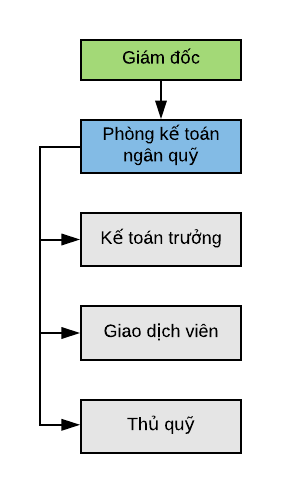 Giám đốc
Phòng kế toán
ngân quỹ
Kế toán trưởng
Giao dịch viên
Thủ quỹ